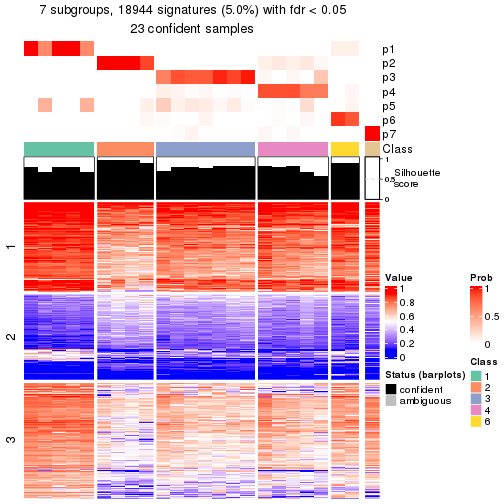 7 subgroups, 18944 signatures (5.0%) with fdr < 0.05
23 confident samples
p1
p2
p3
p4
p5
p6
p7
Class
1
0.5
0
Silhouette
score
1
2
3
Value
1
0.8
0.6
0.4
0.2
0
Prob
1
0.5
0
Status (barplots)
confident
ambiguous
Class
1
2
3
4
6